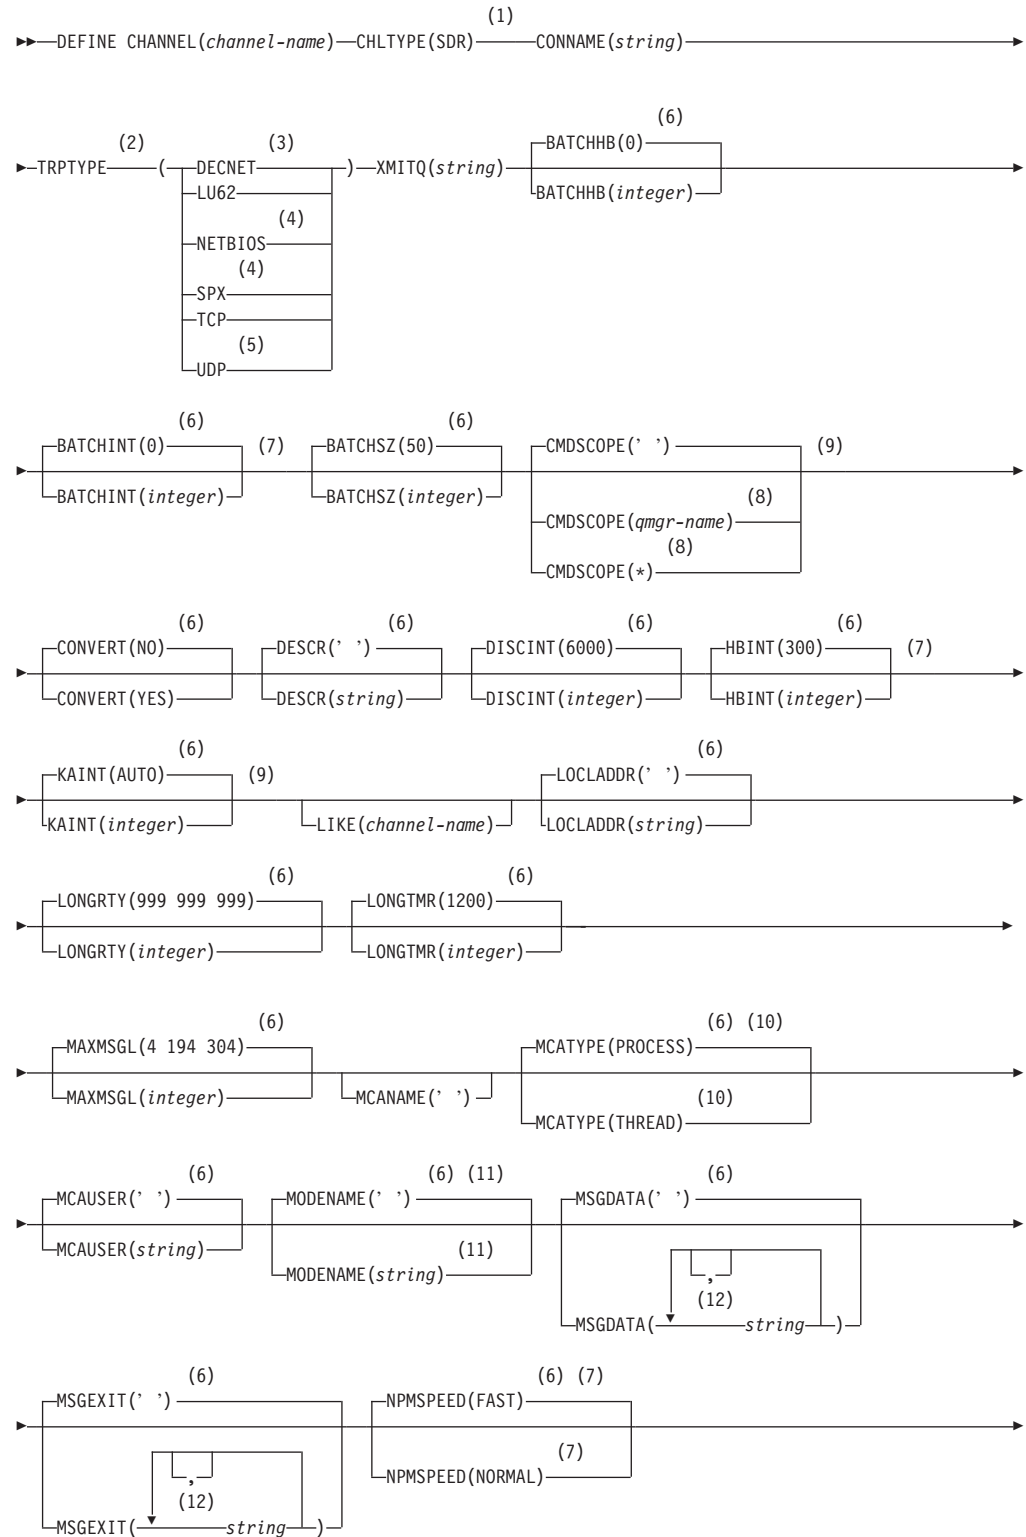 (1)
DEFINE CHANNEL(channel-name) CHLTYPE(SDR) CONNAME(string)
(6)
(2) (3) BATCHHB(0)
TRPTYPE ( DECNET ) XMITQ(string)
LU62 BATCHHB(integer)
(4)
NETBIOS
(4)
SPX
TCP
(5)
UDP
(6) (6)
BATCHINT(0) (7) BATCHSZ(50) CMDSCOPE(' ') (9)
BATCHINT(integer) BATCHSZ(integer) (8)
CMDSCOPE(qmgr-name)
(8)
CMDSCOPE(*)
(6) (6) (6) (6)
CONVERT(NO) DESCR(' ') DISCINT(6000) HBINT(300) (7)
CONVERT(YES) DESCR(string) DISCINT(integer) HBINT(integer)
(6) (6)
KAINT(AUTO) (9) LOCLADDR(' ')
KAINT(integer) LIKE(channel-name) LOCLADDR(string)
(6) (6)
LONGRTY(999 999 999) LONGTMR(1200)
LONGRTY(integer) LONGTMR(integer)
(6) (6) (10)
MAXMSGL(4 194 304) MCATYPE(PROCESS)
MAXMSGL(integer) MCANAME(' ') (10)
MCATYPE(THREAD)
(6) (6) (11) (6)
MCAUSER(' ') MODENAME(' ') MSGDATA(' ')
MCAUSER(string) (11)
MODENAME(string) ,
(12)
MSGDATA( string )
(6) (6) (7)
MSGEXIT(' ') NPMSPEED(FAST)
(7)
, NPMSPEED(NORMAL)
(12)
MSGEXIT( string )